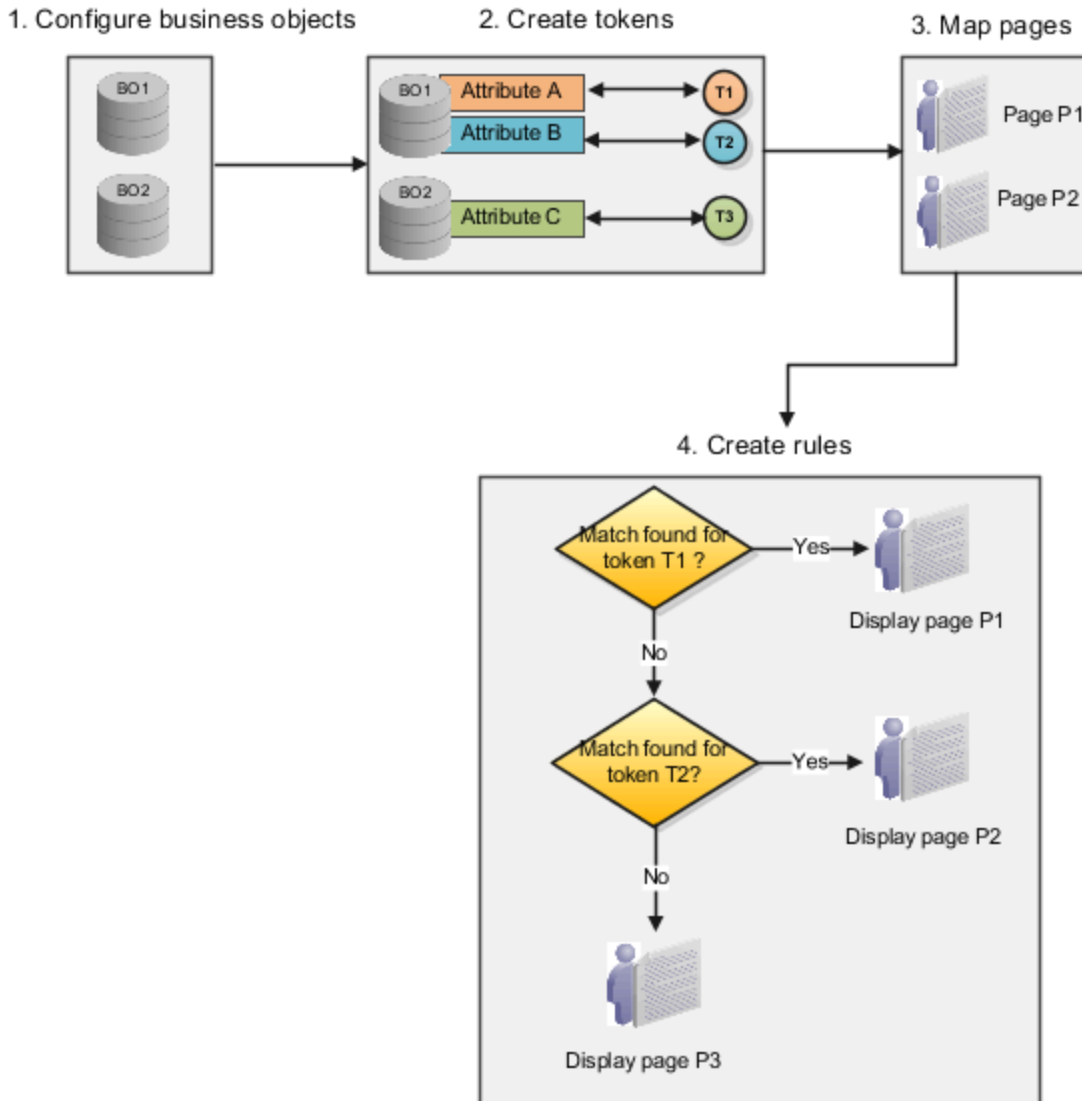 1. Configure business objects
2. Create tokens
3. Map pages
BO1
BO2
BO1
Attribute A
T1
Attribute B
T2
BO2
Attribute C
T3
Page P1
Page P2
4. Create rules
Match found for
token T1 ?
Yes
Display page P1
No
Match found for
token T2?
Yes
Display page P2
No
Display page P3